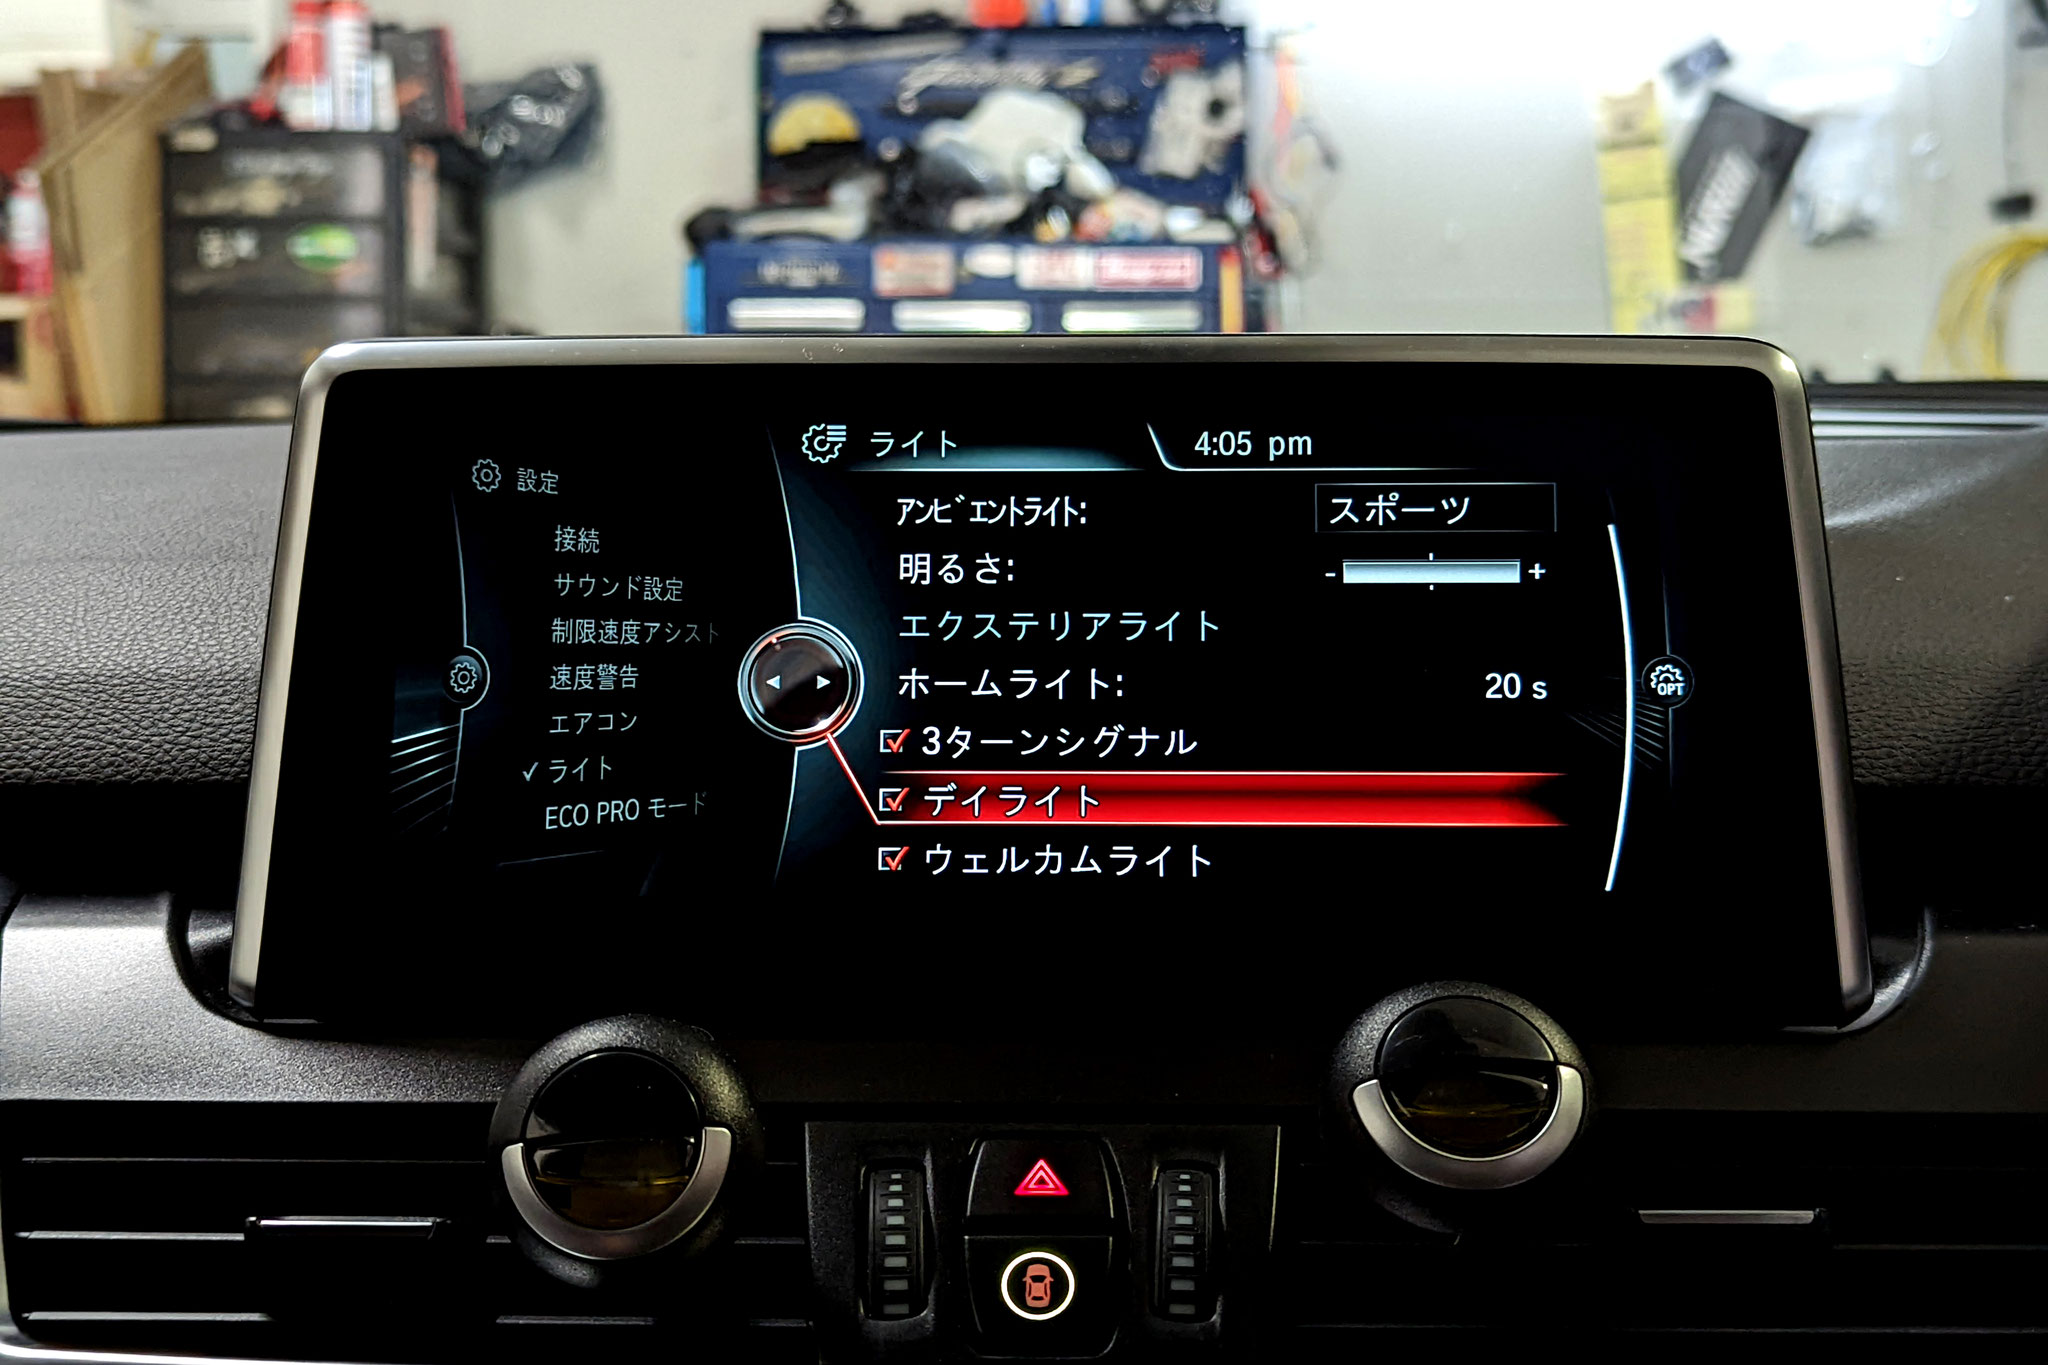 設定
接続
サウンド設定
制限速度アシスト
速度警告
エアコン
ライト
ECO PRO モード
ライト
4:05 pm
アンビエントライト: スポーツ
明るさ: - +
エクステリアライト
ホームライト: 20 s
3ターンシグナル
デイライト
ウェルカムライト
OPT